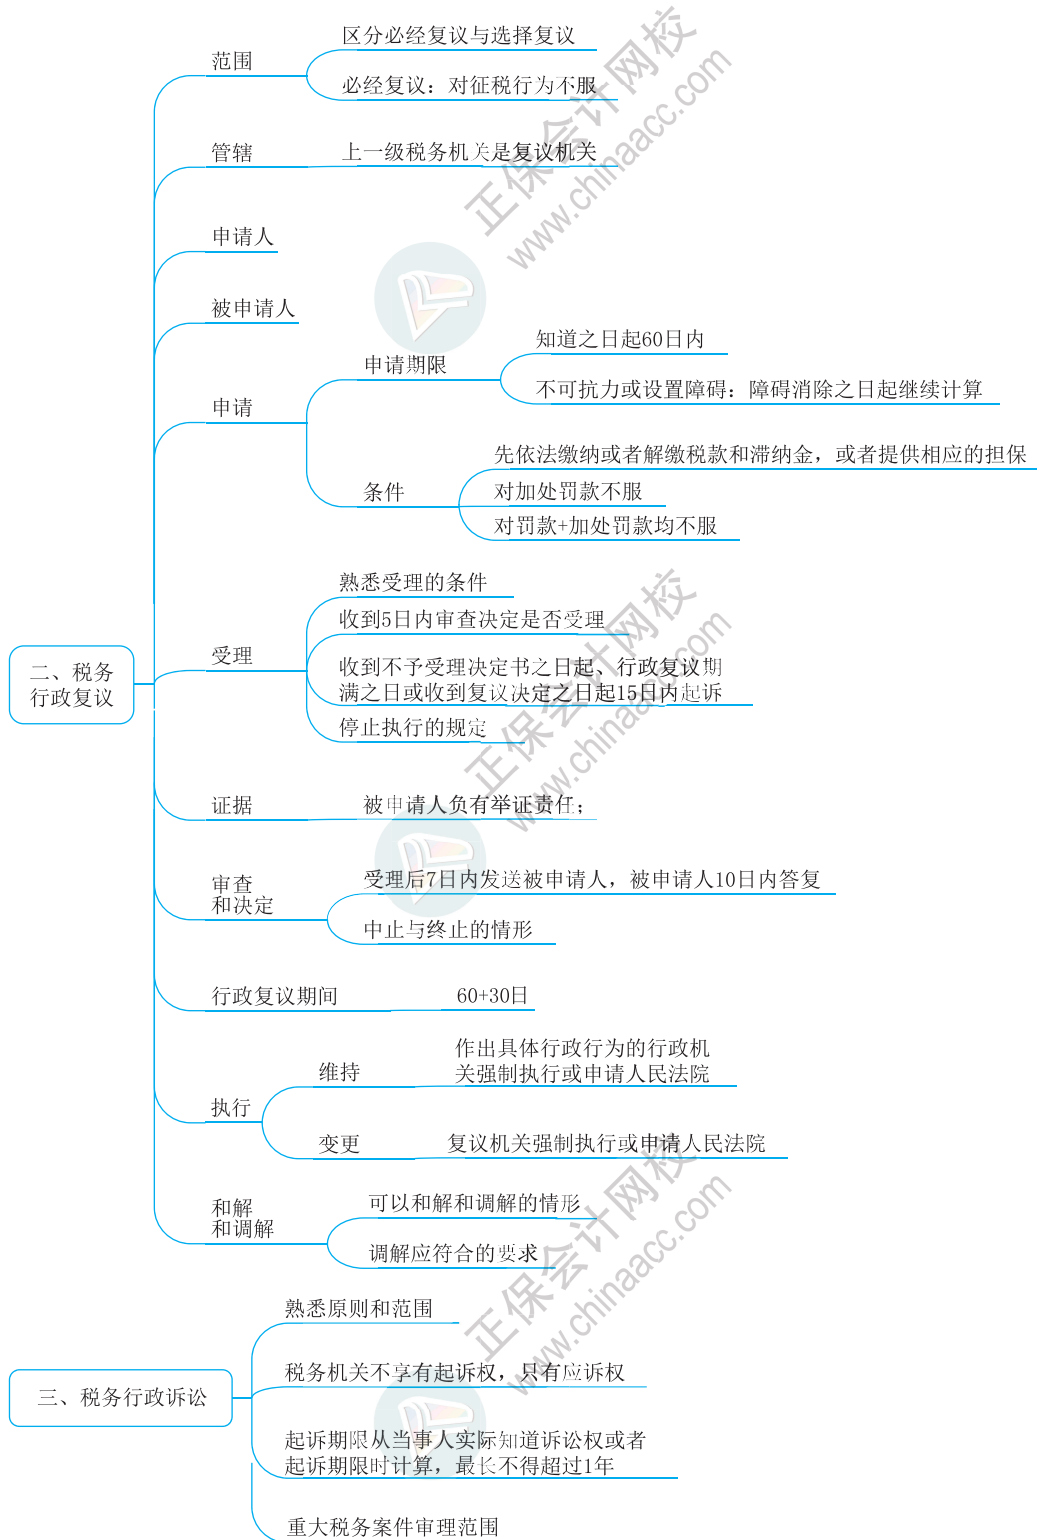 区分必经复议与选择复议
范围
必经复议：对征税行为不服
管辖
上一级税务机关是复议机关
申请人
被申请人
申请
申请期限
知道之日起60日内
不可抗力或设置障碍：障碍消除之日起继续计算
条件
先依法缴纳或者解缴税款和滞纳金，或者提供相应的担保
对加处罚款不服
对罚款+加处罚款均不服
二、税务
行政复议
受理
熟悉受理的条件
收到5日内审查决定是否受理
收到不予受理决定书之日起、行政复议期
满之日或收到复议决定之日起15日内起诉
停止执行的规定
证据
被申请人负有举证责任；
审查
和决定
受理后7日内发送被申请人，被申请人10日内答复
中止与终止的情形
行政复议期间
60+30日
执行
维持
作出具体行政行为的行政机
关强制执行或申请人民法院
变更
复议机关强制执行或申请人民法院
和解
和调解
可以和解和调解的情形
调解应符合的要求
三、税务行政诉讼
熟悉原则和范围
税务机关不享有起诉权，只有应诉权
起诉期限从当事人实际知道诉讼权或者
起诉期限时计算，最长不得超过1年
重大税务案件审理范围
正保会计网校
www.chinaacc.com
正保会计网校
www.chinaacc.com
正保会计网校
www.chinaacc.com